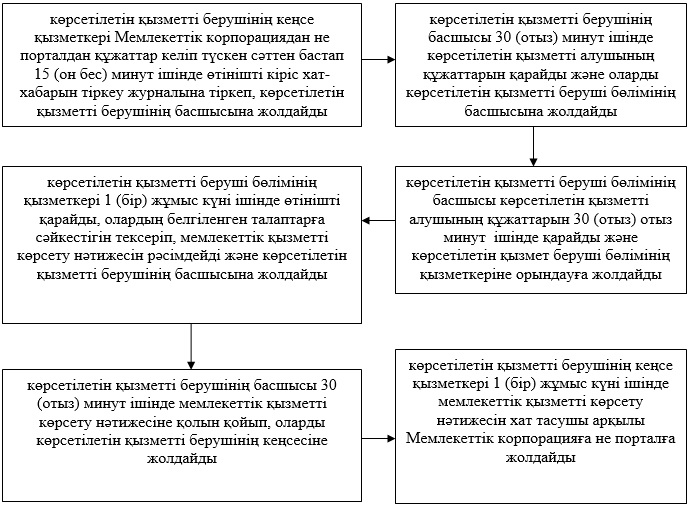 көрсетілетін қызметті берушінің кеңсе
қызметкері Мемлекеттік корпорациядан не
порталдан құжаттар келіп түскен сәттен бастап
15 (он бес) минут ішінде өтінішті кіріс хат-
хабарын тіркеу журналына тіркеп, көрсетілетін
қызметті берушінің басшысына жолдайды
көрсетілетін қызметті берушінің
басшысы 30 (отыз) минут ішінде
көрсетілетін қызметті алушының
құжаттарын қарайды және оларды
көрсетілетін қызметті беруші бөлімінің
басшысына жолдайды
көрсетілетін қызметті беруші бөлімінің
басшысы көрсетілетін қызметті
алушының құжаттарын 30 (отыз) отыз
минут ішінде қарайды және
көрсетілетін қызмет беруші бөлімінің
қызметкеріне орындауға жолдайды
көрсетілетін қызметті беруші бөлімінің
қызметкері 1 (бір) жұмыс күні ішінде өтінішті
қарайды, олардың белгіленген талаптарға
сәйкестігін тексеріп, мемлекеттік қызметті
көрсету нәтижесін рәсімдейді және көрсетілетін
қызметті берушінің басшысына жолдайды
көрсетілетін қызметті берушінің басшысы 30
(отыз) минут ішінде мемлекеттік қызметті
көрсету нәтижесіне қолын қойып, оларды
көрсетілетін қызметті берушінің кеңсесіне
жолдайды
көрсетілетін қызметті берушінің кеңсе
қызметкері 1 (бір) жұмыс күні ішінде
мемлекеттік қызметті көрсету
нәтижесін хат тасушы арқылы
Мемлекеттік корпорацияға не порталға
жолдайды